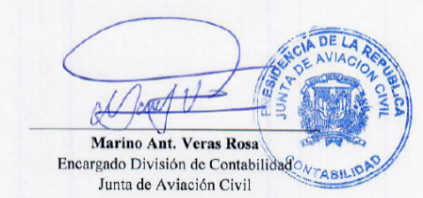 PRESIDENCIA DE LA REPUBLICA
JUNTA DE AVIACION CIVIL
CONTABILIDAD
Marino Ant. Veras Rosa
Encargado División de Contabilidad
Junta de Aviación Civil